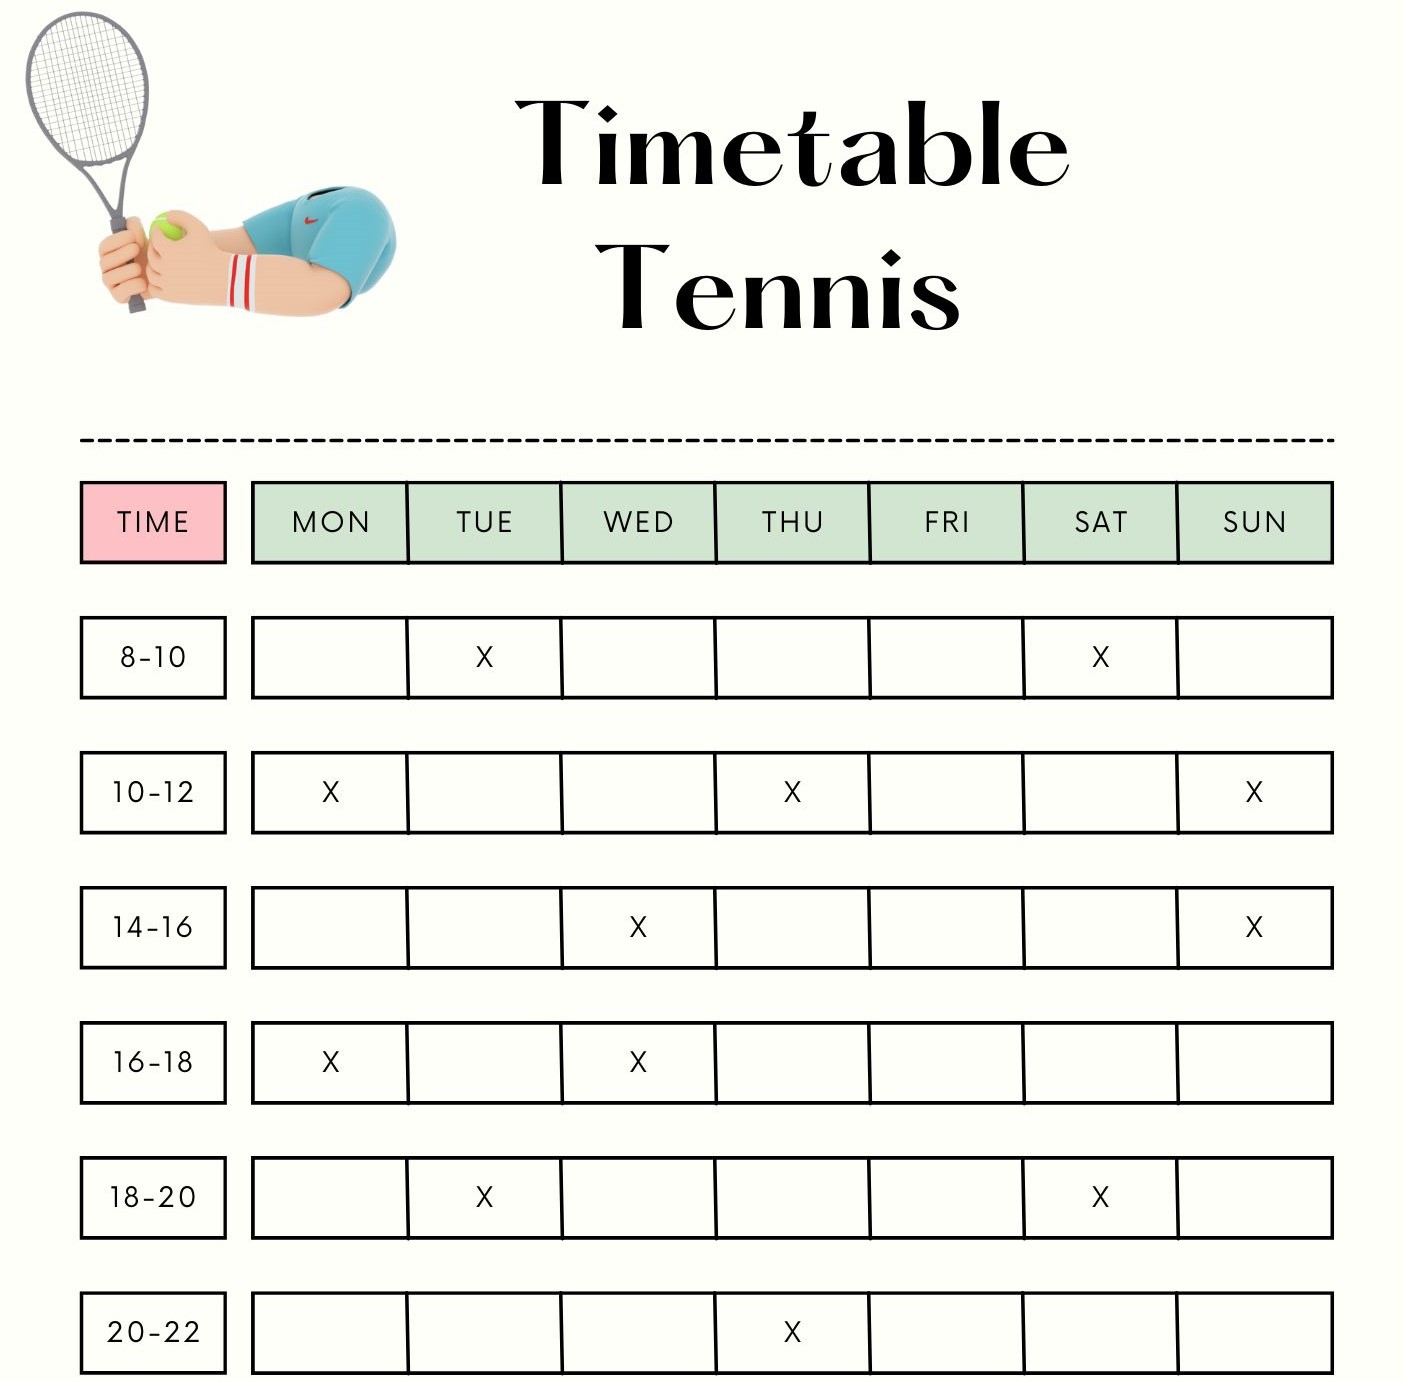 Timetable
Tennis
TIME MON TUE WED THU FRI SAT SUN
8-10 X X
10-12 X X X
14-16 X X
16-18 X X
18-20 X X
20-22 X